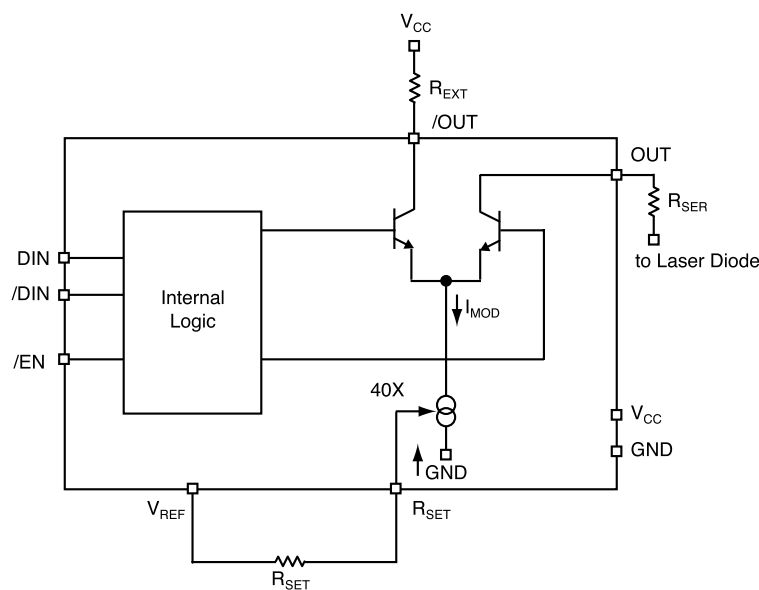 VCC
REXT
/OUT
OUT
RSER
to Laser Diode
DIN
/DIN
/EN
Internal
Logic
IMOD
40X
GND
VCC
GND
VREF
RSET
RSET